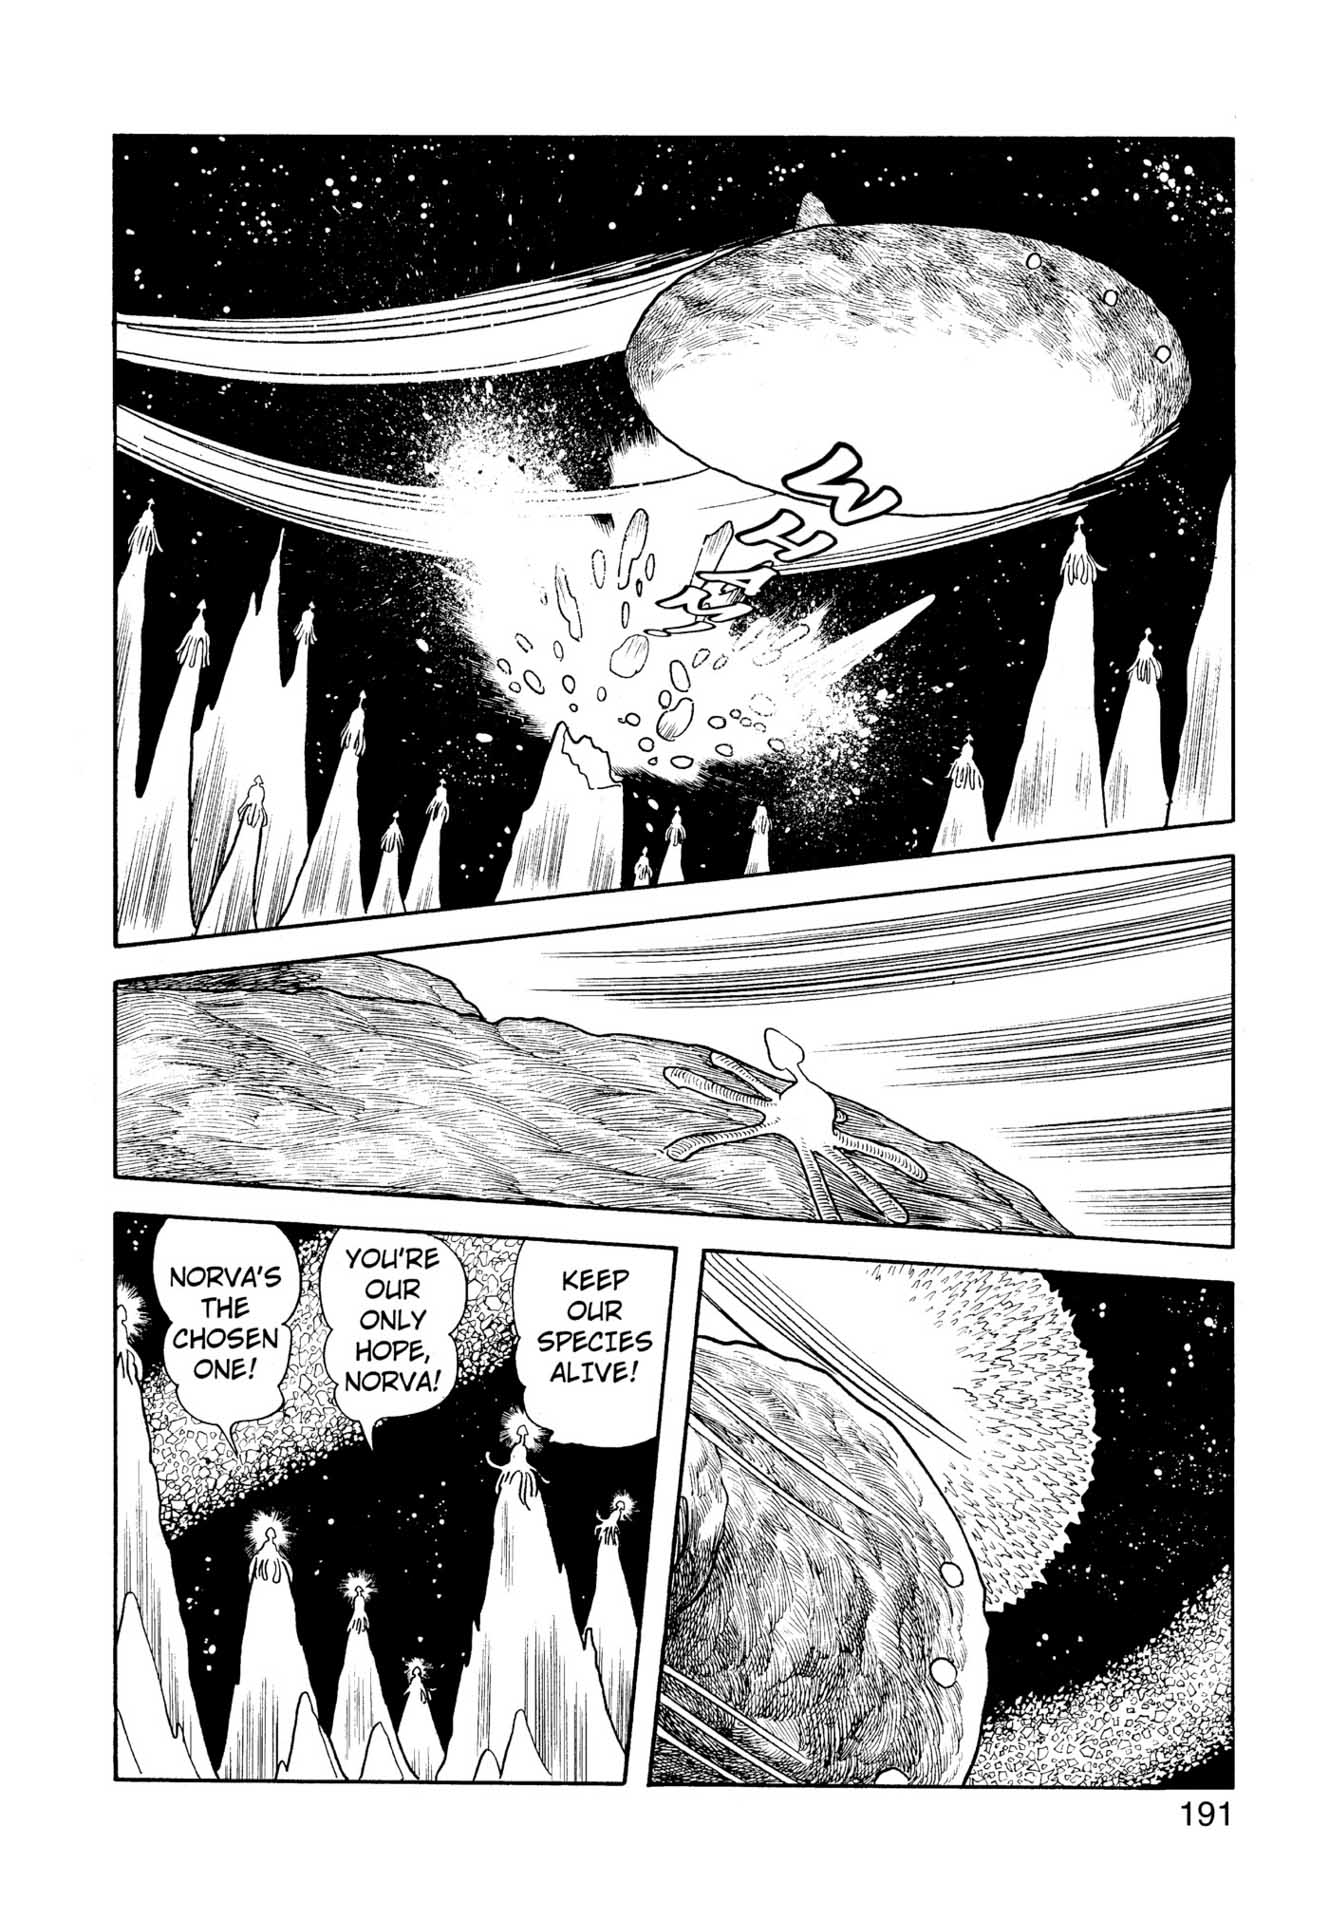 WHAM!
NORVA'S
THE
CHOSEN
ONE!
YOU'RE
OUR
ONLY
HOPE,
NORVA!
KEEP
OUR
SPECIES
ALIVE!
191